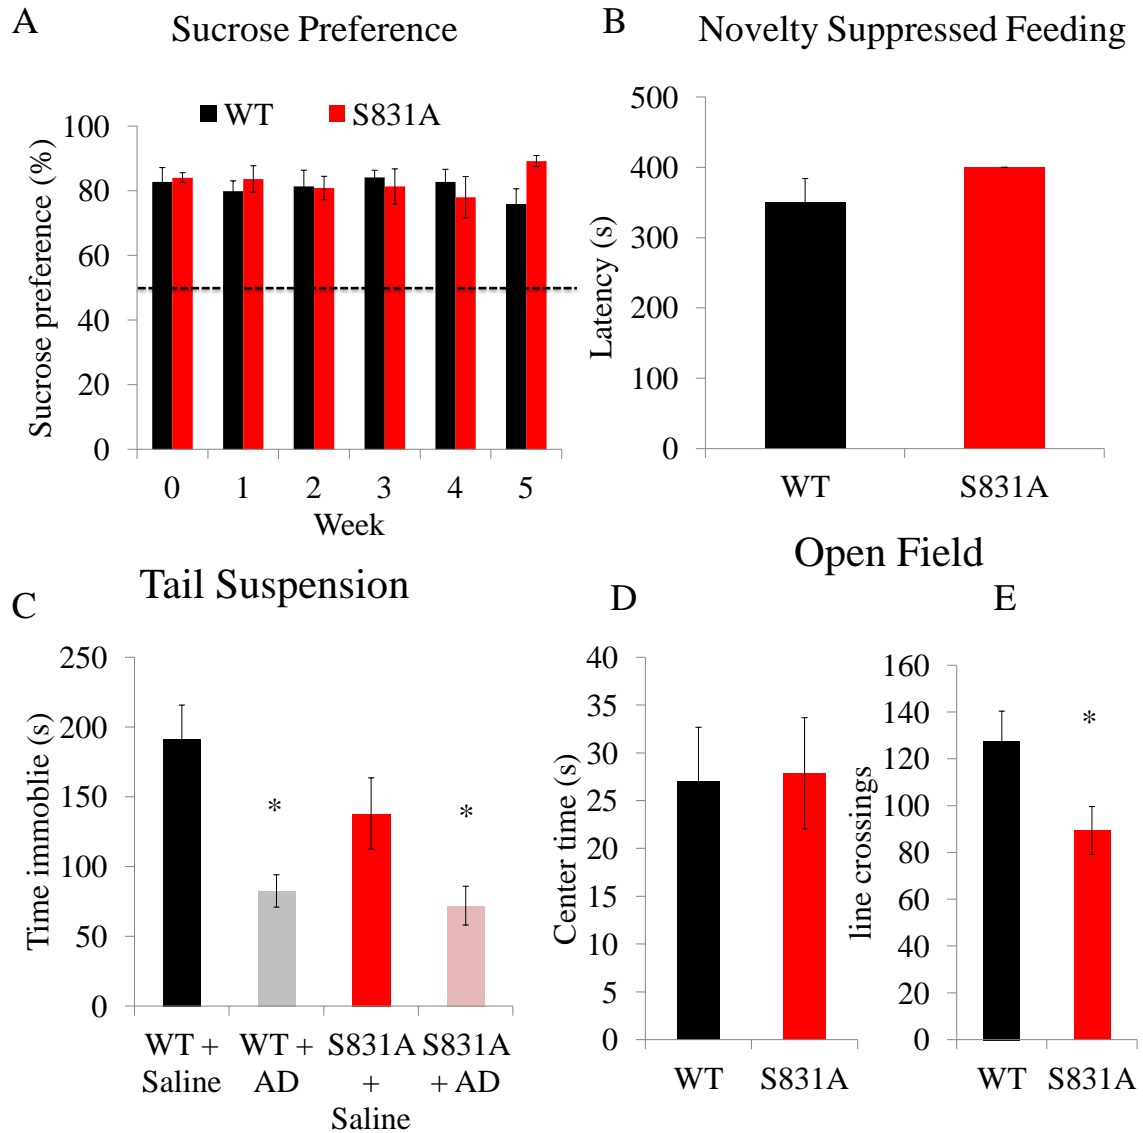 A
Sucrose Preference
WT
S831A
Sucrose preference (%)
100
80
60
40
20
0
0 1 2 3 4 5
Week
B
Novelty Suppressed Feeding
Latency (s)
500
400
300
200
100
0
WT S831A
C
Tail Suspension
Time immoblie (s)
250
200
150
100
50
0
WT +
Saline
WT +
AD
S831A
+
Saline
S831A
+ AD
Open Field
D
Center time (s)
40
35
30
25
20
15
10
5
0
WT S831A
E
line crossings
160
140
120
100
80
60
40
20
0
*
WT S831A
*
*